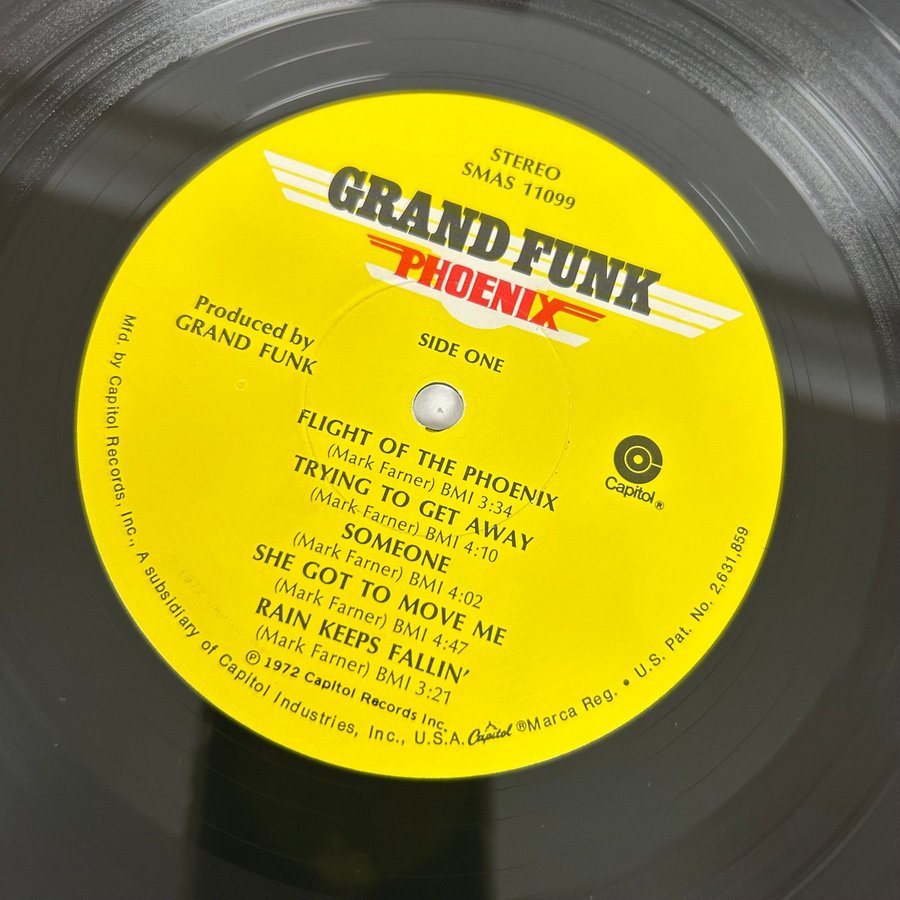 STEREO
SMAS 11099
GRAND FUNK
PHOENIX
Produced by
GRAND FUNK
SIDE ONE
FLIGHT OF THE PHOENIX
(Mark Farner) BMI 3:34
TRYING TO GET AWAY
(Mark Farner) BMI 4:10
SOMEONE
(Mark Farner) BMI 4:02
SHE GOT TO MOVE ME
(Mark Farner) BMI 4:47
RAIN KEEPS FALLIN'
(Mark Farner) BMI 3:21
℗ 1972 Capitol Records Inc.
Capitol®
Mfd. by Capitol Records, Inc., A subsidiary of Capitol Industries, Inc., U.S.A. Capitol ® Marca Reg. • U.S. Pat. No. 2,631,859